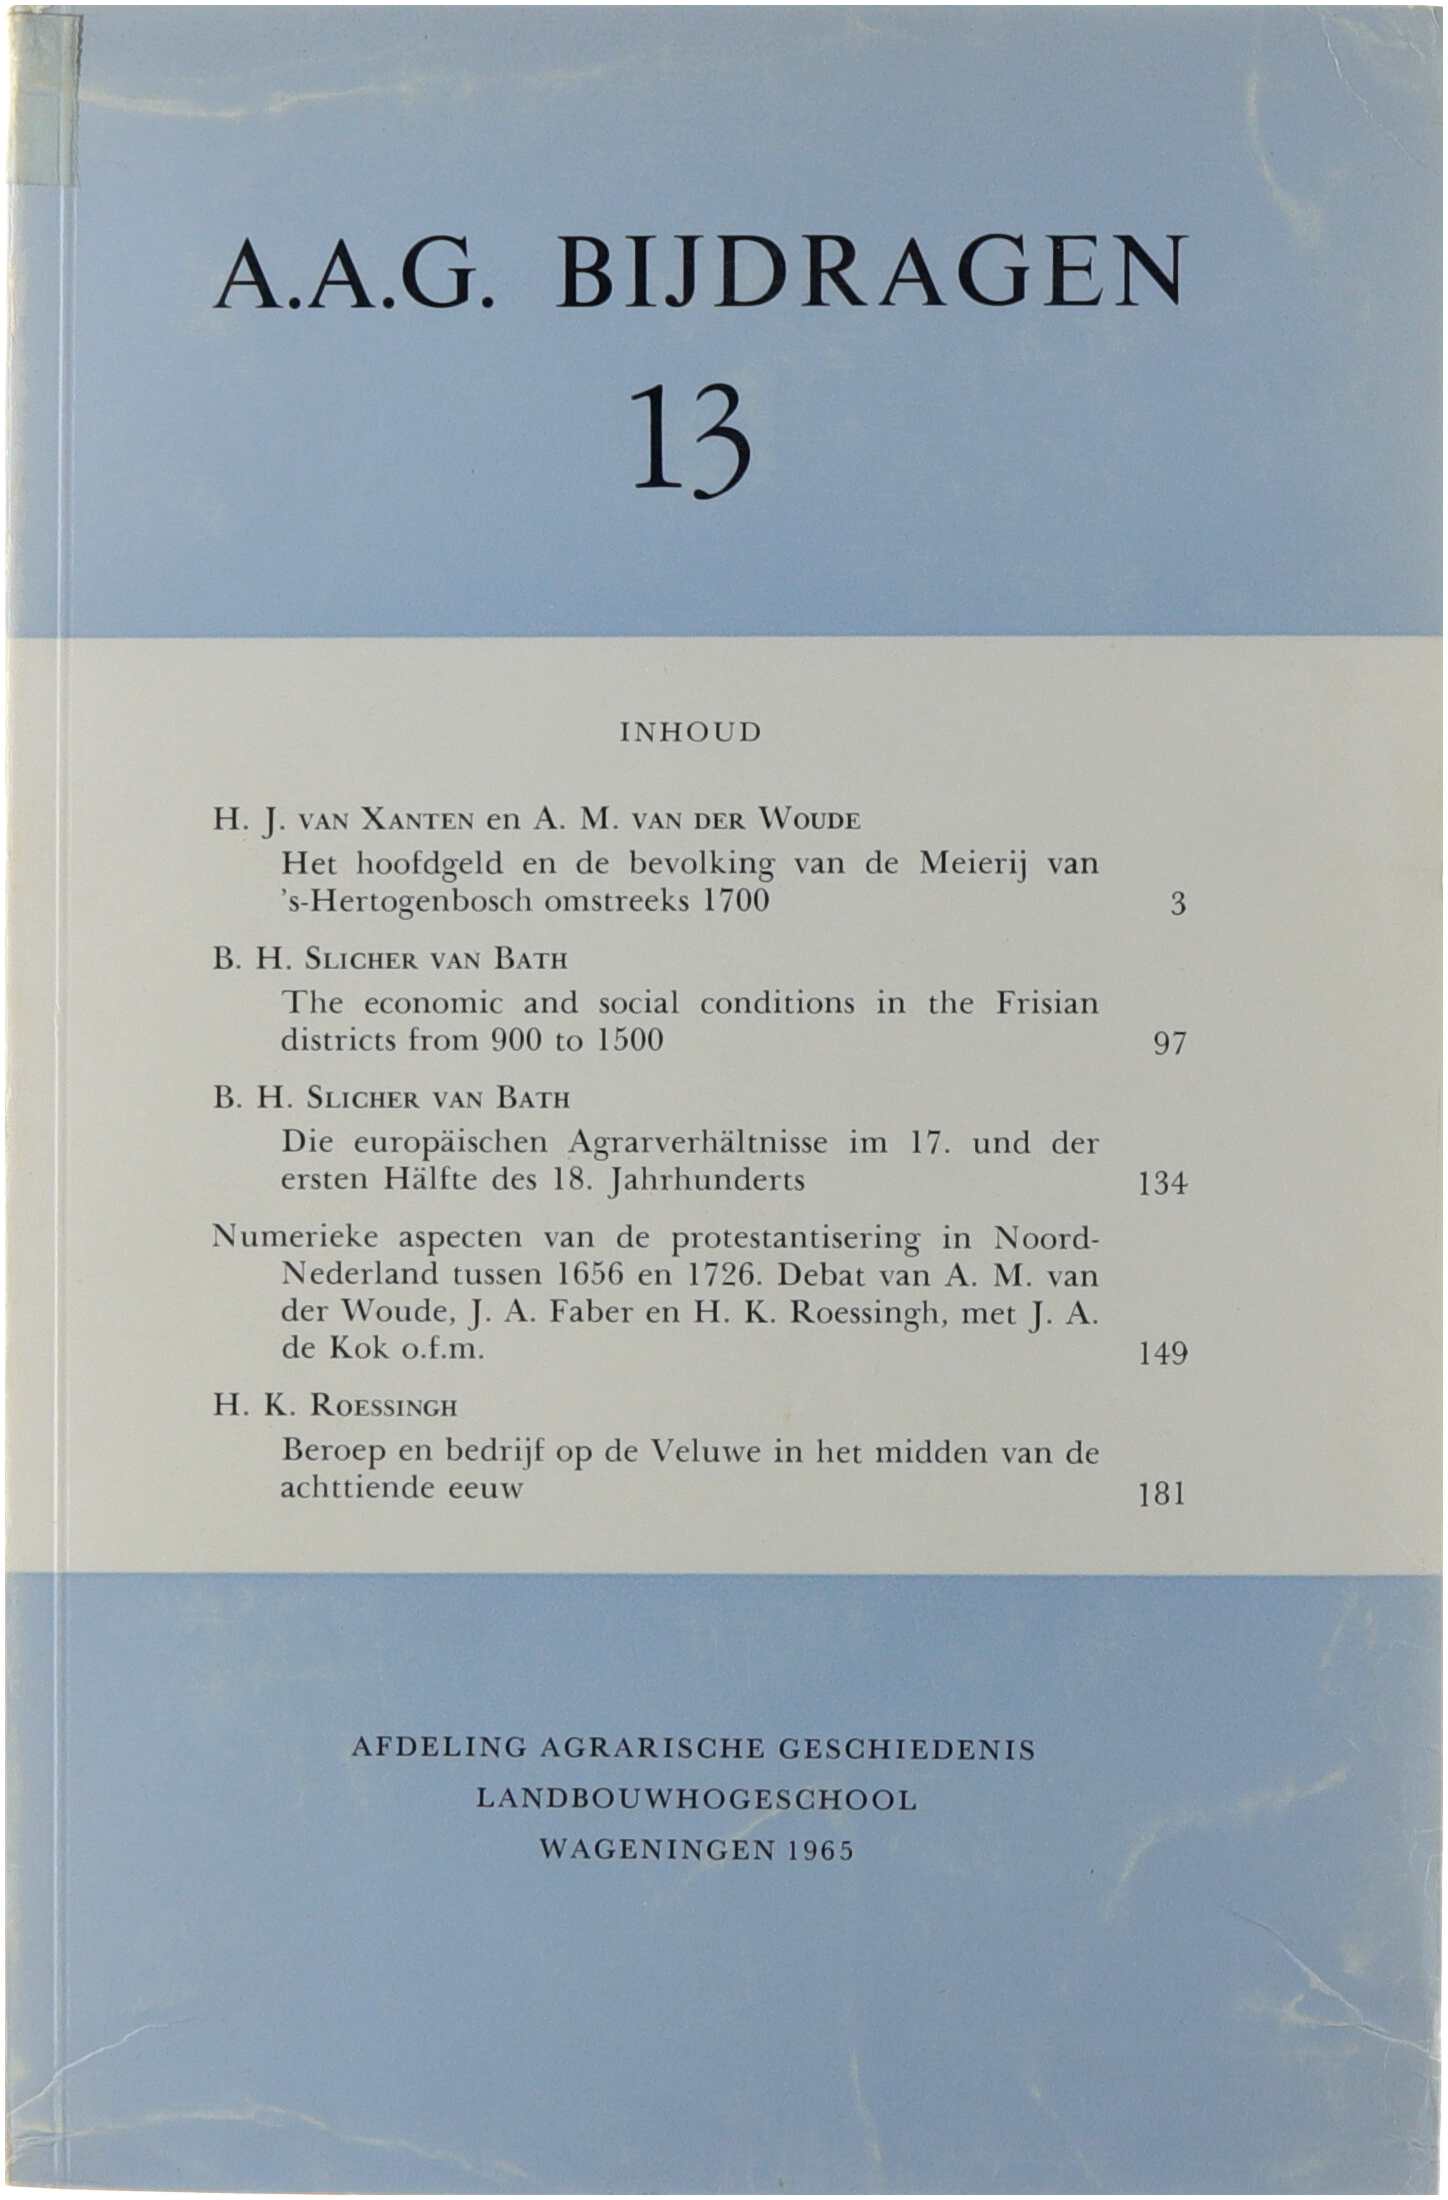 A.A.G. BIJDRAGEN
13
INHOUD
H. J. VAN XANTEN en A. M. VAN DER WOUDE
Het hoofdgeld en de bevolking van de Meierij van
's-Hertogenbosch omstreeks 1700 3
B. H. SLICHER VAN BATH
The economic and social conditions in the Frisian
districts from 900 to 1500 97
B. H. SLICHER VAN BATH
Die europäischen Agrarverhältnisse im 17. und der
ersten Hälfte des 18. Jahrhunderts 134
Numerieke aspecten van de protestantisering in Noord-
Nederland tussen 1656 en 1726. Debat van A. M. van
der Woude, J. A. Faber en H. K. Roessingh, met J. A.
de Kok o.f.m. 149
H. K. ROESSINGH
Beroep en bedrijf op de Veluwe in het midden van de
achttiende eeuw 181
AFDELING AGRARISCHE GESCHIEDENIS
LANDBOUWHOGESCHOOL
WAGENINGEN 1965